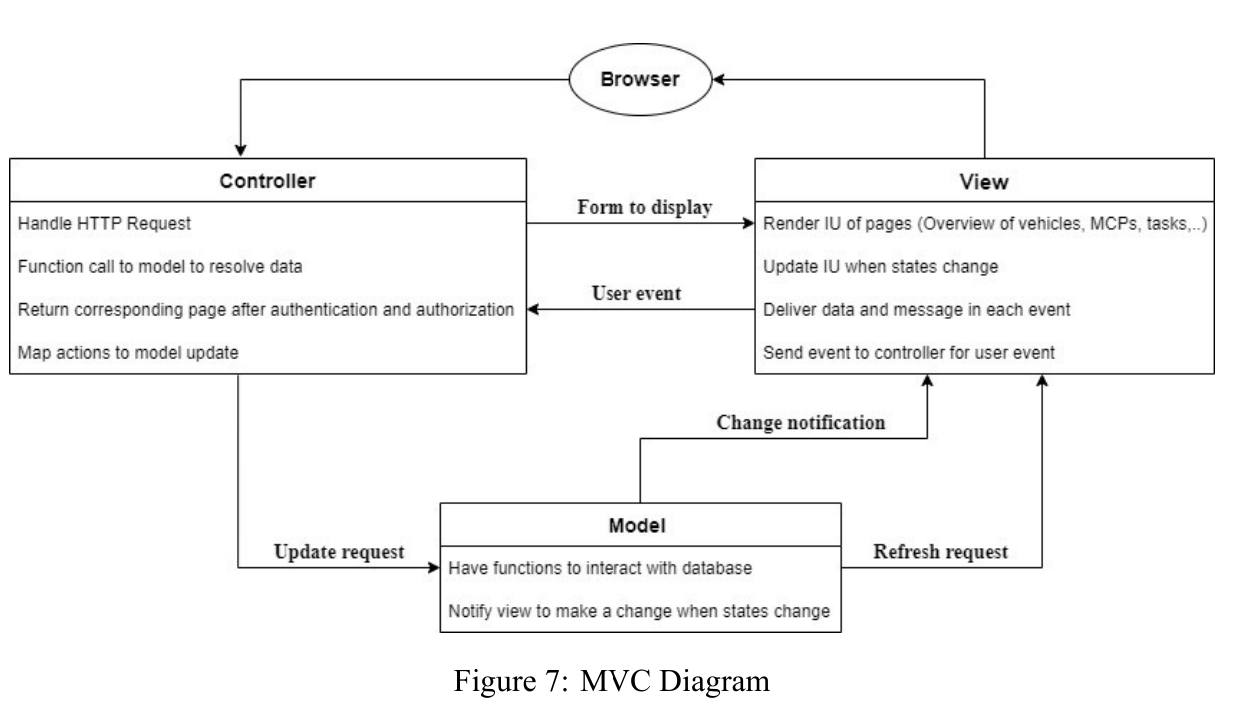 Browser
Controller
Handle HTTP Request
Function call to model to resolve data
Return corresponding page after authentication and authorization
Map actions to model update
Form to display
User event
View
Render IU of pages (Overview of vehicles, MCPs, tasks,..)
Update IU when states change
Deliver data and message in each event
Send event to controller for user event
Change notification
Update request
Model
Have functions to interact with database
Notify view to make a change when states change
Refresh request
Figure 7: MVC Diagram